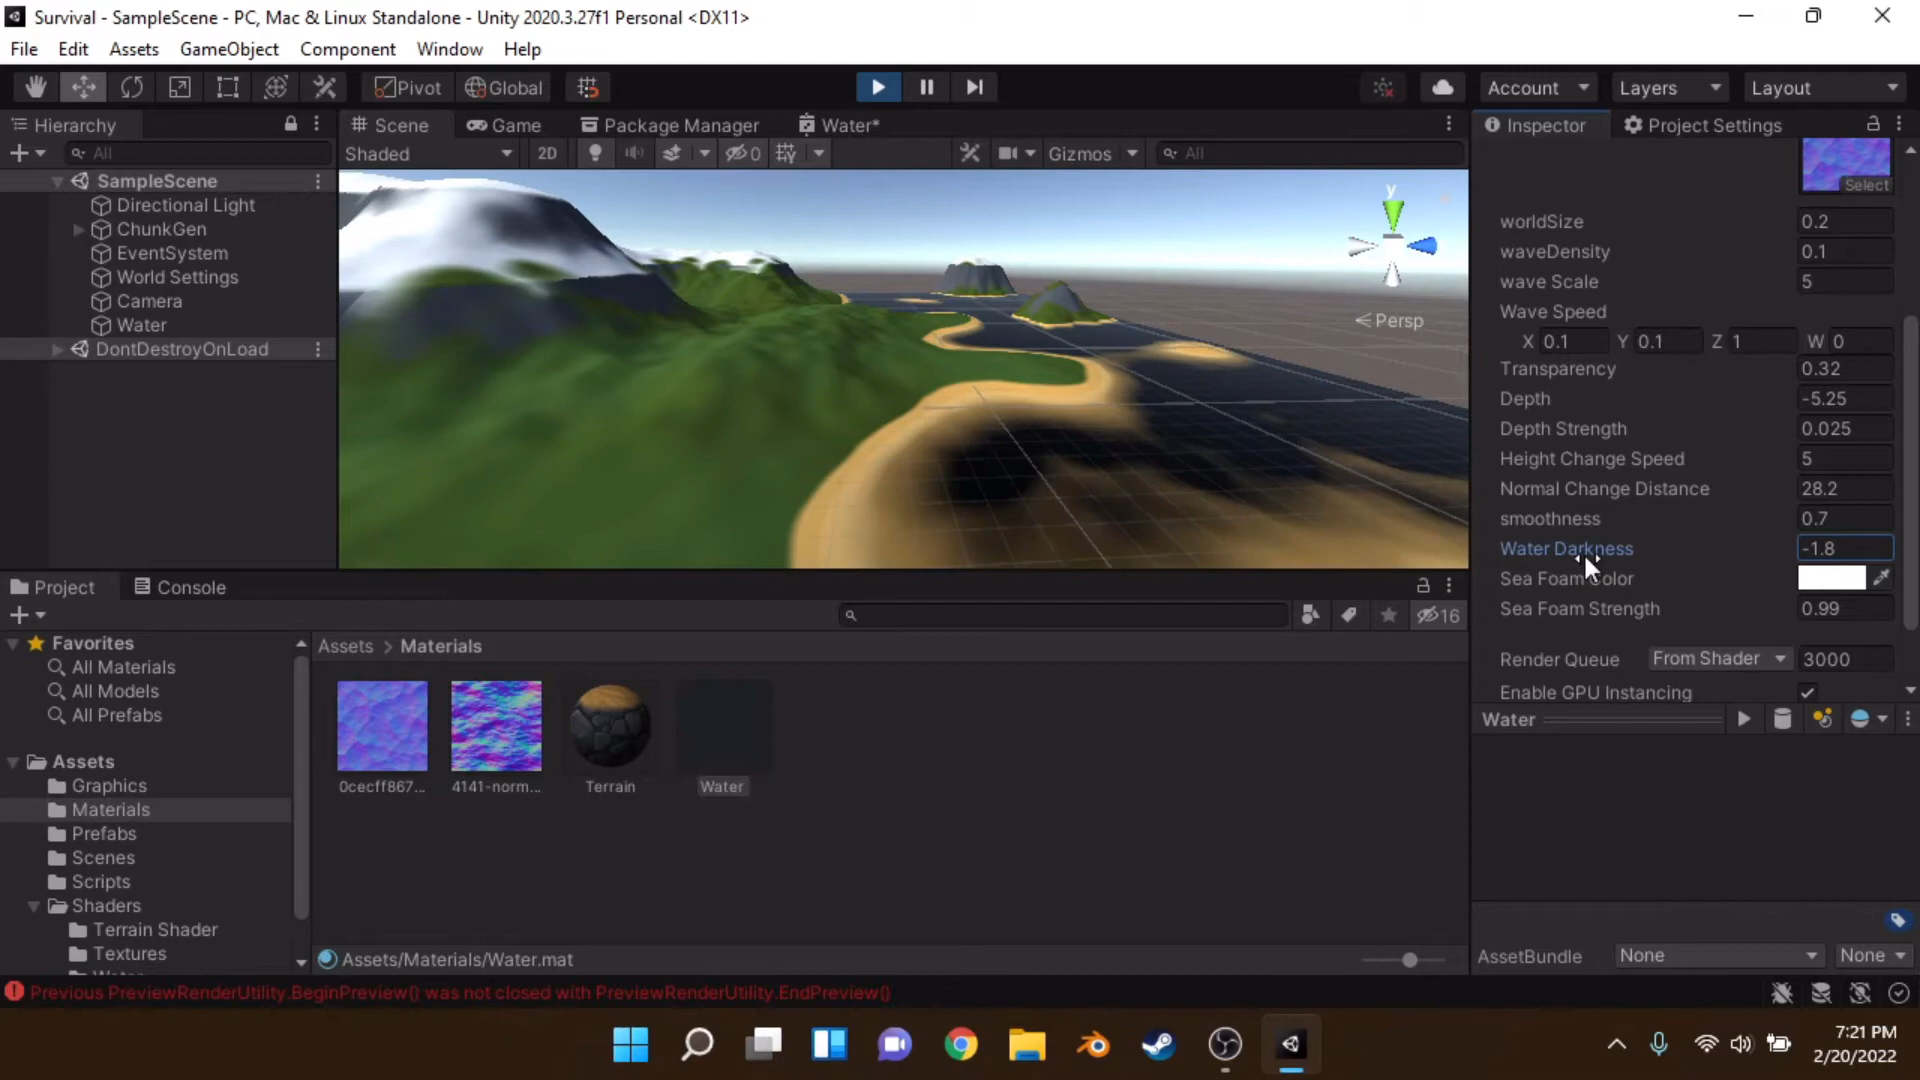 Survival - SampleScene - PC, Mac & Linux Standalone - Unity 2020.3.27f1 Personal <DX11>
File Edit Assets GameObject Component Window Help
Pivot Global Account Layers Layout
Hierarchy Scene Game Package Manager Water* Inspector Project Settings
All Shaded 2D 0 Gizmos All
SampleScene
Directional Light
ChunkGen
EventSystem
World Settings
Camera
Water
DontDestroyOnLoad
y
Persp
Select
worldSize 0.2
waveDensity 0.1
wave Scale 5
Wave Speed
X 0.1 Y 0.1 Z 1 W 0
Transparency 0.32
Depth -5.25
Depth Strength 0.025
Height Change Speed 5
Normal Change Distance 28.2
smoothness 0.7
Water Darkness -1.8
Sea Foam Color
Sea Foam Strength 0.99
Render Queue From Shader 3000
Enable GPU Instancing
Water
AssetBundle None None
Project Console
16
Favorites
All Materials
All Models
All Prefabs
Assets
Graphics
Materials
Prefabs
Scenes
Scripts
Shaders
Terrain Shader
Textures
Assets > Materials
0cecff867... 4141-norm... Terrain Water
Assets/Materials/Water.mat
Previous PreviewRenderUtility.BeginPreview() was not closed with PreviewRenderUtility.EndPreview()
7:21 PM
2/20/2022